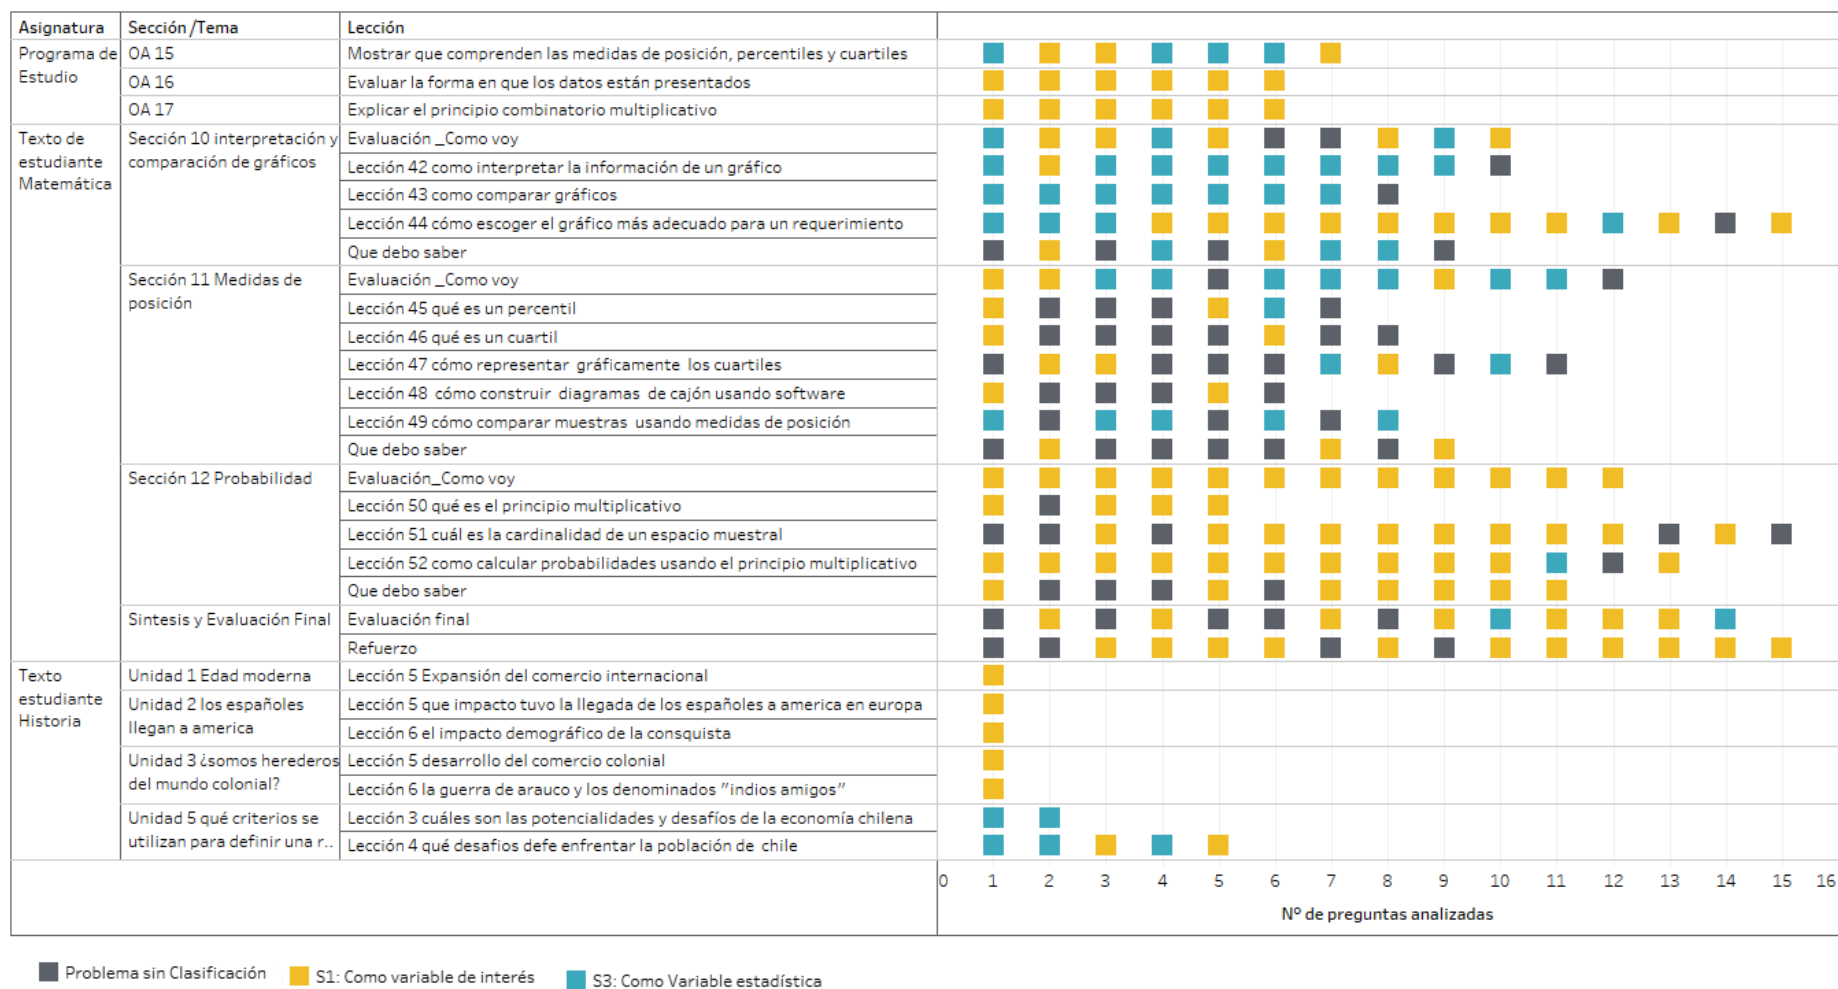 Asignatura Sección /Tema Lección
Programa de OA 15 Mostrar que comprenden las medidas de posición, percentiles y cuartiles
Estudio OA 16 Evaluar la forma en que los datos están presentados
OA 17 Explicar el principio combinatorio multiplicativo
Texto de Sección 10 interpretación y Evaluación _Como voy
estudiante comparación de gráficos Lección 42 como interpretar la información de un gráfico
Matemática Lección 43 como comparar gráficos
Lección 44 cómo escoger el gráfico más adecuado para un requerimiento
Que debo saber
Sección 11 Medidas de Evaluación _Como voy
posición Lección 45 qué es un percentil
Lección 46 qué es un cuartil
Lección 47 cómo representar gráficamente los cuartiles
Lección 48 cómo construir diagramas de cajón usando software
Lección 49 cómo comparar muestras usando medidas de posición
Que debo saber
Sección 12 Probabilidad Evaluación_Como voy
Lección 50 qué es el principio multiplicativo
Lección 51 cuál es la cardinalidad de un espacio muestral
Lección 52 como calcular probabilidades usando el principio multiplicativo
Que debo saber
Sintesis y Evaluación Final Evaluación final
Refuerzo
Texto Unidad 1 Edad moderna Lección 5 Expansión del comercio internacional
estudiante Unidad 2 los españoles Lección 5 que impacto tuvo la llegada de los españoles a america en europa
Historia llegan a america Lección 6 el impacto demográfico de la consquista
Unidad 3 ¿somos herederos Lección 5 desarrollo del comercio colonial
del mundo colonial? Lección 6 la guerra de arauco y los denominados "indios amigos"
Unidad 5 qué criterios se Lección 3 cuáles son las potencialidades y desafíos de la economía chilena
utilizan para definir una r.. Lección 4 qué desafios defe enfrentar la población de chile
0 1 2 3 4 5 6 7 8 9 10 11 12 13 14 15 16
Nº de preguntas analizadas
Problema sin Clasificación S1: Como variable de interés S3: Como Variable estadística